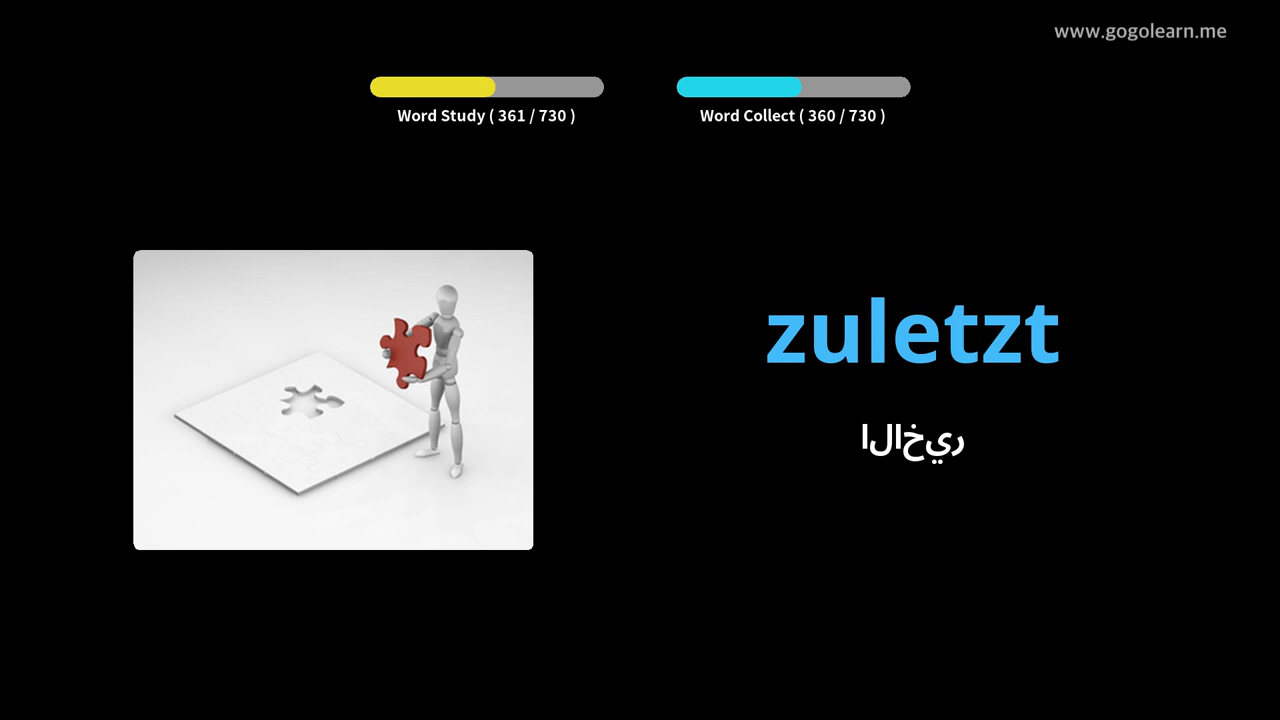 www.gogolearn.me
Word Study ( 361 / 730 )
Word Collect ( 360 / 730 )
zuletzt
الاخير